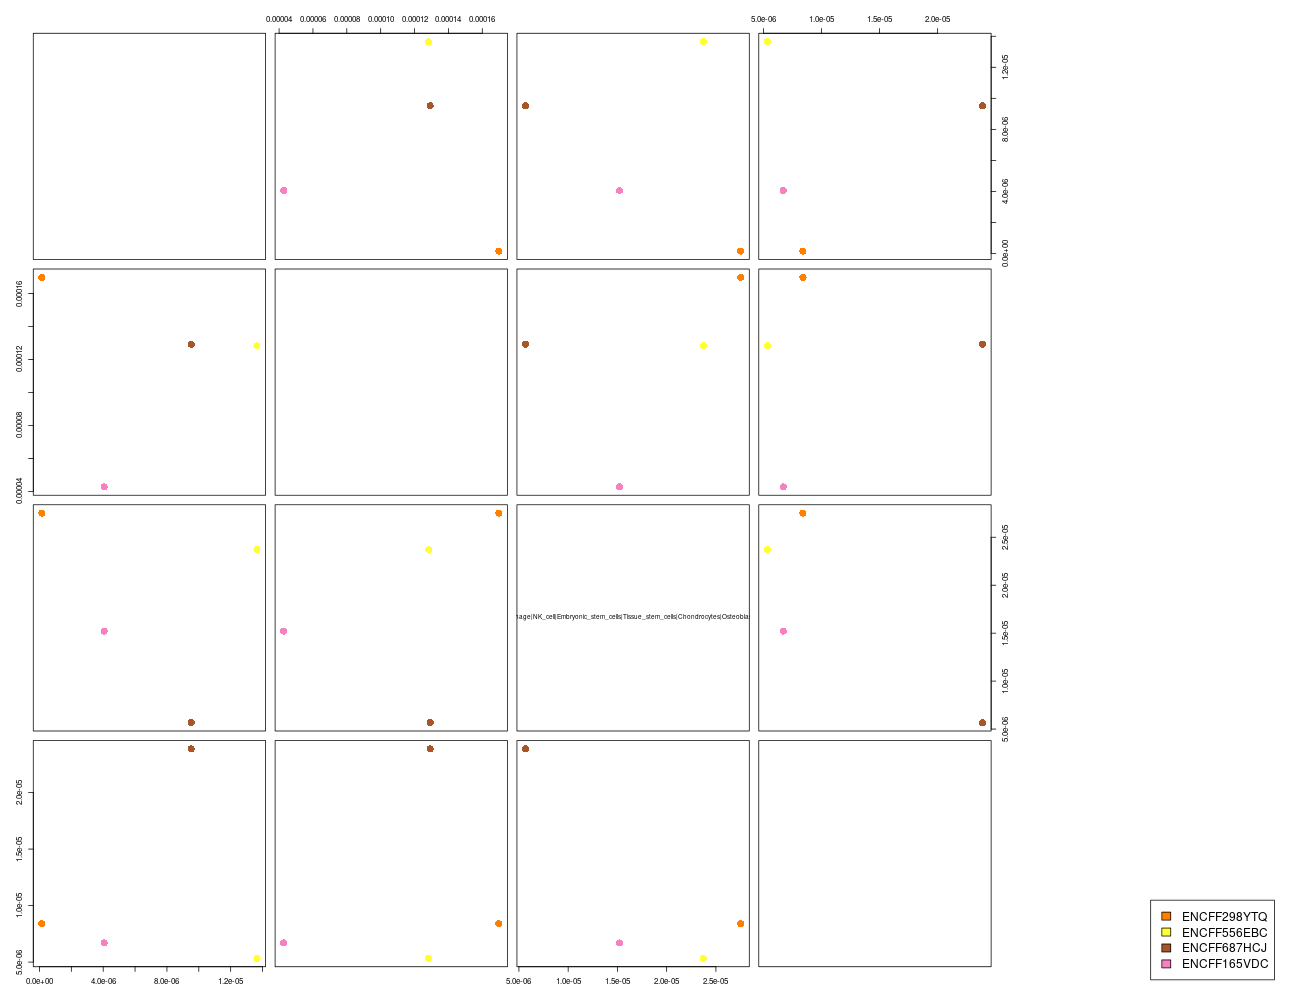 0.00004 0.00006 0.00008 0.00010 0.00012 0.00014 0.00016
5.0e-06 1.0e-05 1.5e-05 2.0e-05
0.0e+00 4.0e-06 8.0e-06 1.2e-05
0.00004 0.00008 0.00012 0.00016
age|NK_cell|Embryonic_stem_cells|Tissue_stem_cells|Chondrocytes|Osteobla
5.0e-06 1.0e-05 1.5e-05 2.0e-05 2.5e-05
5.0e-06 1.0e-05 1.5e-05 2.0e-05
0.0e+00 4.0e-06 8.0e-06 1.2e-05
5.0e-06 1.0e-05 1.5e-05 2.0e-05 2.5e-05
ENCFF298YTQ
ENCFF556EBC
ENCFF687HCJ
ENCFF165VDC